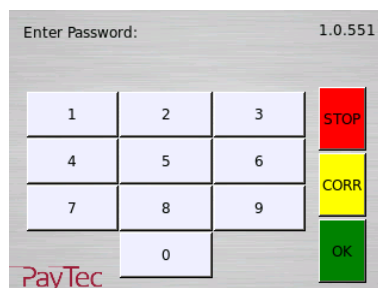 Enter Password: 1.0.551
1 2 3 STOP
4 5 6 CORR
7 8 9
0 OK
PayTec